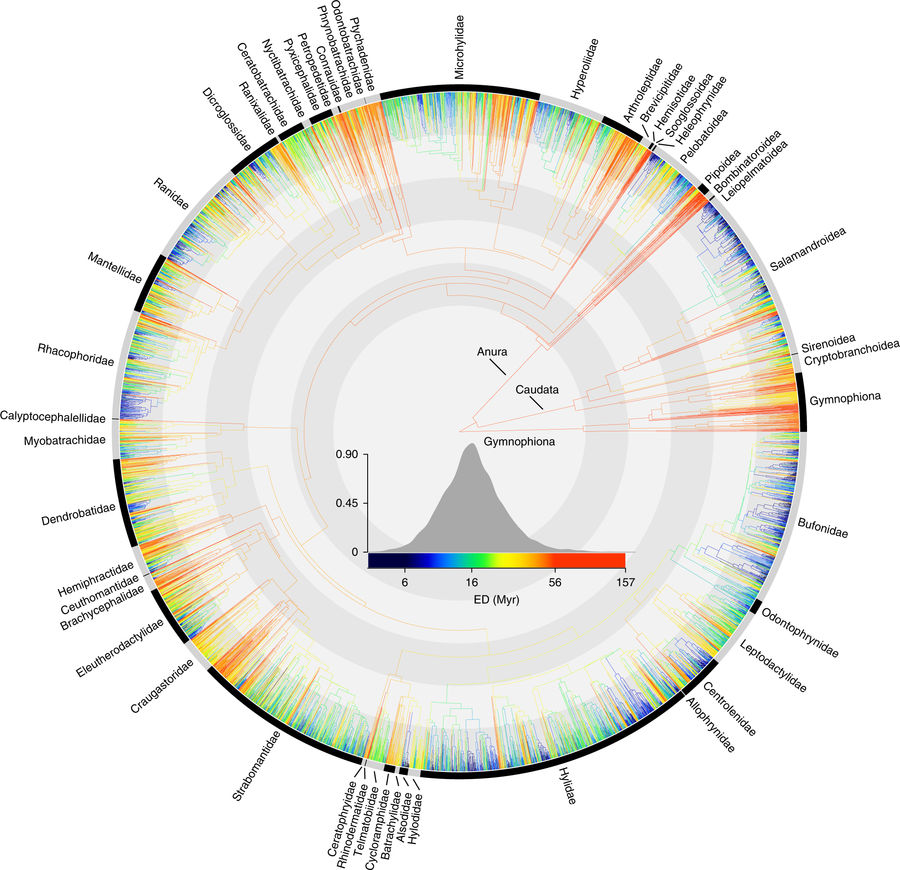 Microhylidae
Hyperoliidae
Arthroleptidae
Brevicipitidae
Hemisotidae
Sooglossoidea
Heleophrynidae
Pelobatoidea
Pipoidea
Bombinatoroidea
Leiopelmatoidea
Salamandroidea
Sirenoidea
Cryptobranchoidea
Gymnophiona
Bufonidae
Odontophrynidae
Leptodactylidae
Centrolenidae
Allophrynidae
Hylidae
Hylodidae
Alsodidae
Batrachylidae
Cycloramphidae
Telmatobiidae
Rhinodermatidae
Ceratophryidae
Strabomantidae
Craugastoridae
Eleutherodactylidae
Brachycephalidae
Ceuthomantidae
Hemiphractidae
Dendrobatidae
Myobatrachidae
Calyptocephalellidae
Rhacophoridae
Mantellidae
Ranidae
Dicroglossidae
Ranixalidae
Ceratobatrachidae
Nyctibatrachidae
Pyxicephalidae
Petropedetidae
Conrauidae
Phrynobatrachidae
Odontobatrachidae
Ptychadenidae
Anura
Caudata
Gymnophiona
0.90
0.45
0
6 16 56 157
ED (Myr)